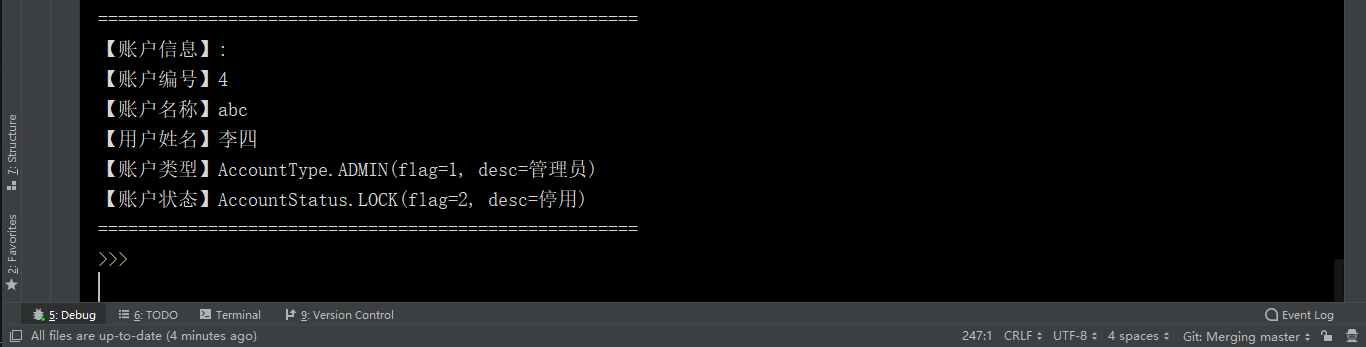 ======================================================
【账户信息】:
【账户编号】4
【账户名称】abc
【用户姓名】李四
【账户类型】AccountType.ADMIN(flag=1, desc=管理员)
【账户状态】AccountStatus.LOCK(flag=2, desc=停用)
======================================================
>>>
7: Structure
2: Favorites
5: Debug 6: TODO Terminal 9: Version Control Event Log
All files are up-to-date (4 minutes ago) 247:1 CRLF UTF-8 4 spaces Git: Merging master